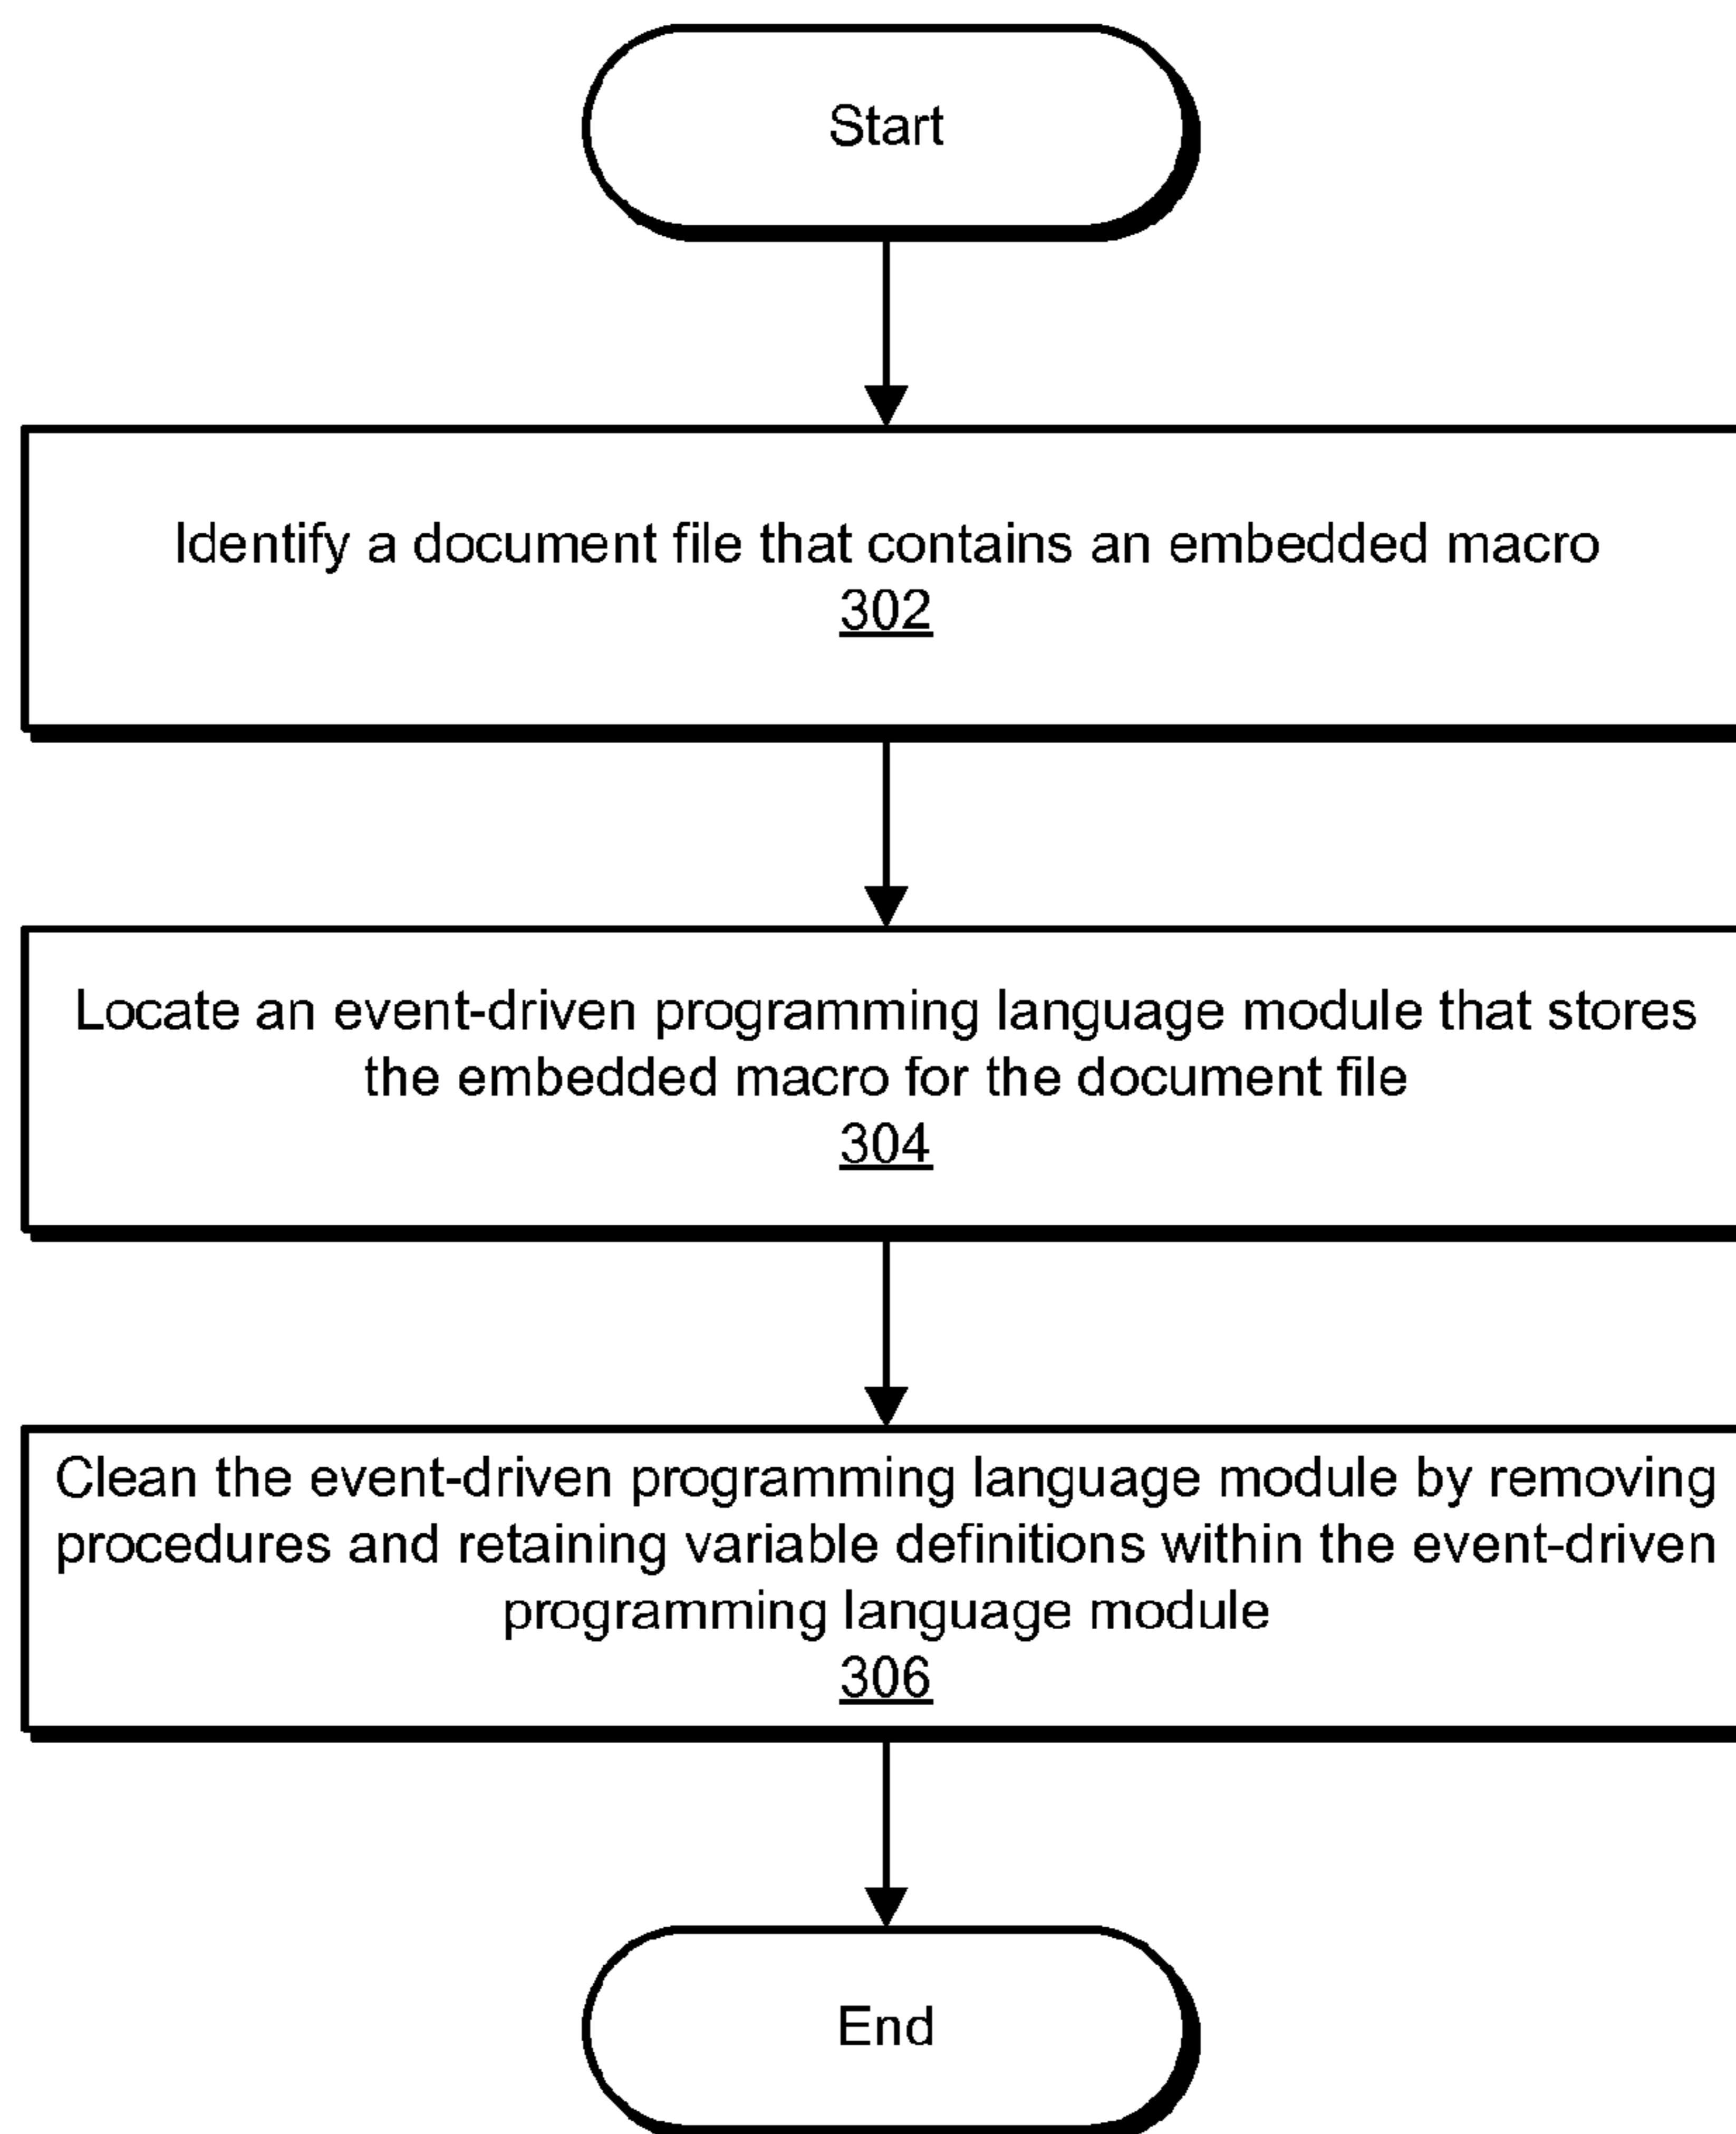 Start
Identify a document file that contains an embedded macro
302
Locate an event-driven programming language module that stores
the embedded macro for the document file
304
Clean the event-driven programming language module by removing
procedures and retaining variable definitions within the event-driven
programming language module
306
End